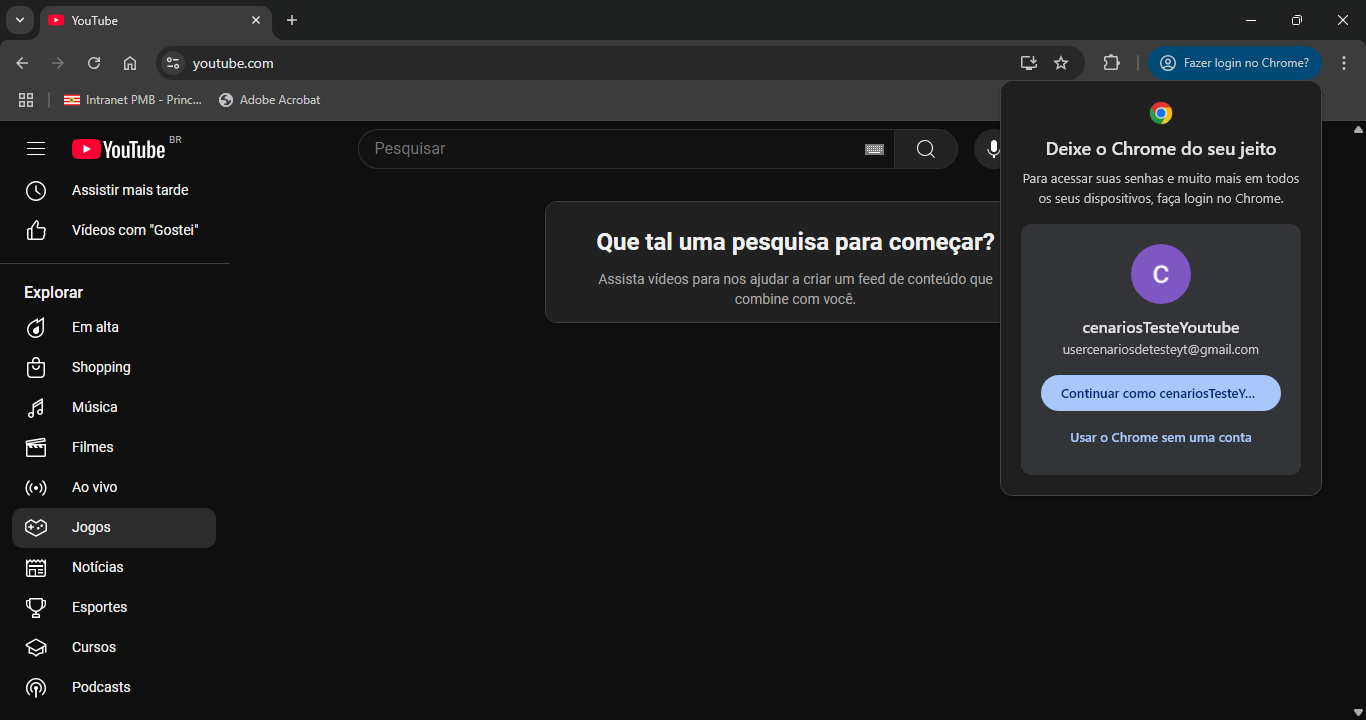 YouTube
youtube.com
Fazer login no Chrome?
Intranet PMB - Princ...
Adobe Acrobat
YouTube BR
Pesquisar
Assistir mais tarde
Vídeos com "Gostei"
Explorar
Em alta
Shopping
Música
Filmes
Ao vivo
Jogos
Notícias
Esportes
Cursos
Podcasts
Que tal uma pesquisa para começar?
Assista vídeos para nos ajudar a criar um feed de conteúdo que
combine com você.
Deixe o Chrome do seu jeito
Para acessar suas senhas e muito mais em todos
os seus dispositivos, faça login no Chrome.
C
cenariosTesteYoutube
usercenariosdetesteyt@gmail.com
Continuar como cenariosTesteY...
Usar o Chrome sem uma conta